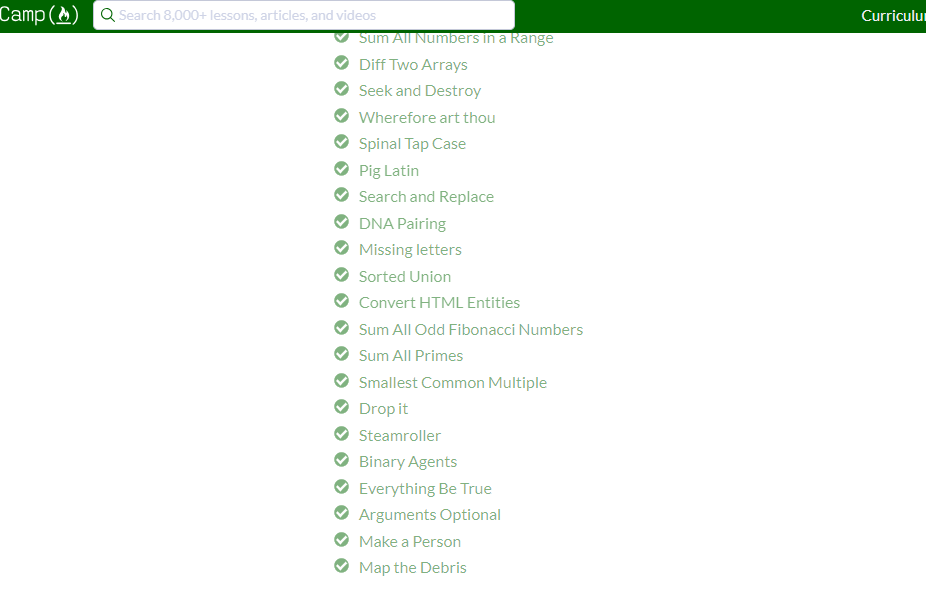 Camp
Search 8,000+ lessons, articles, and videos
Curriculu
Sum All Numbers in a Range
Diff Two Arrays
Seek and Destroy
Wherefore art thou
Spinal Tap Case
Pig Latin
Search and Replace
DNA Pairing
Missing letters
Sorted Union
Convert HTML Entities
Sum All Odd Fibonacci Numbers
Sum All Primes
Smallest Common Multiple
Drop it
Steamroller
Binary Agents
Everything Be True
Arguments Optional
Make a Person
Map the Debris